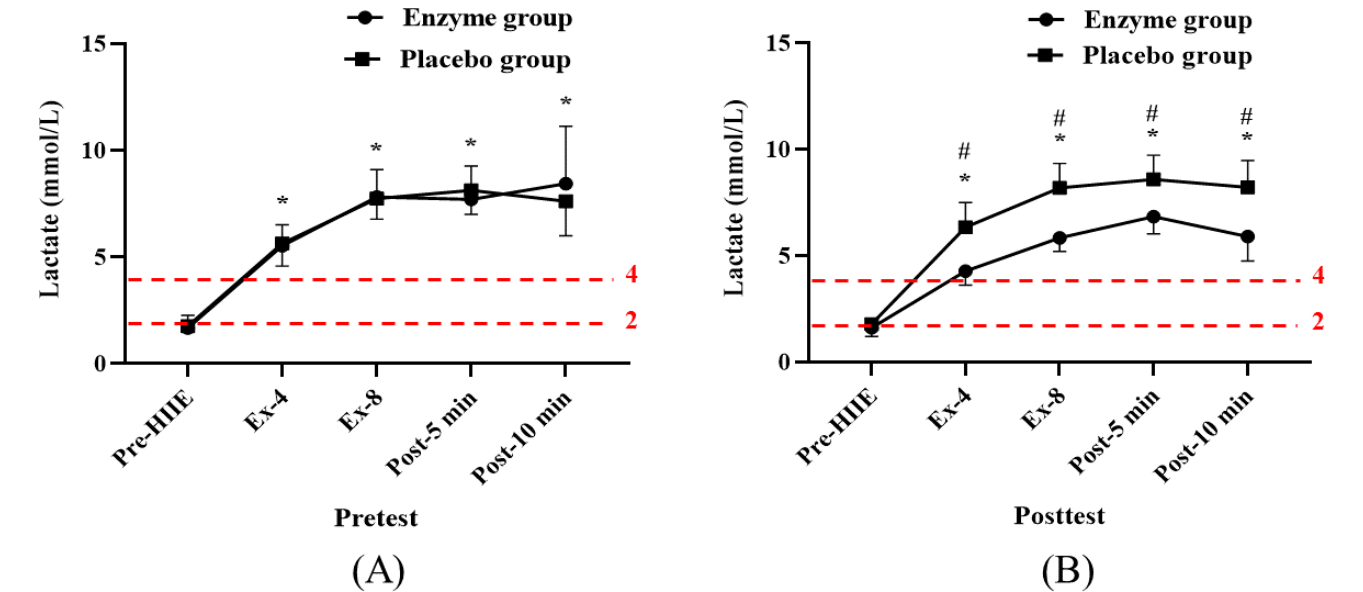 Enzyme group
Placebo group
15
10
5
0
Lactate (mmol/L)
*
*
*
*
4
2
Pre-HIIE
Ex-4
Ex-8
Post-5 min
Post-10 min
Pretest
(A)
Enzyme group
Placebo group
15
10
5
0
Lactate (mmol/L)
#
*
#
*
#
*
#
*
4
2
Pre-HIIE
Ex-4
Ex-8
Post-5 min
Post-10 min
Posttest
(B)